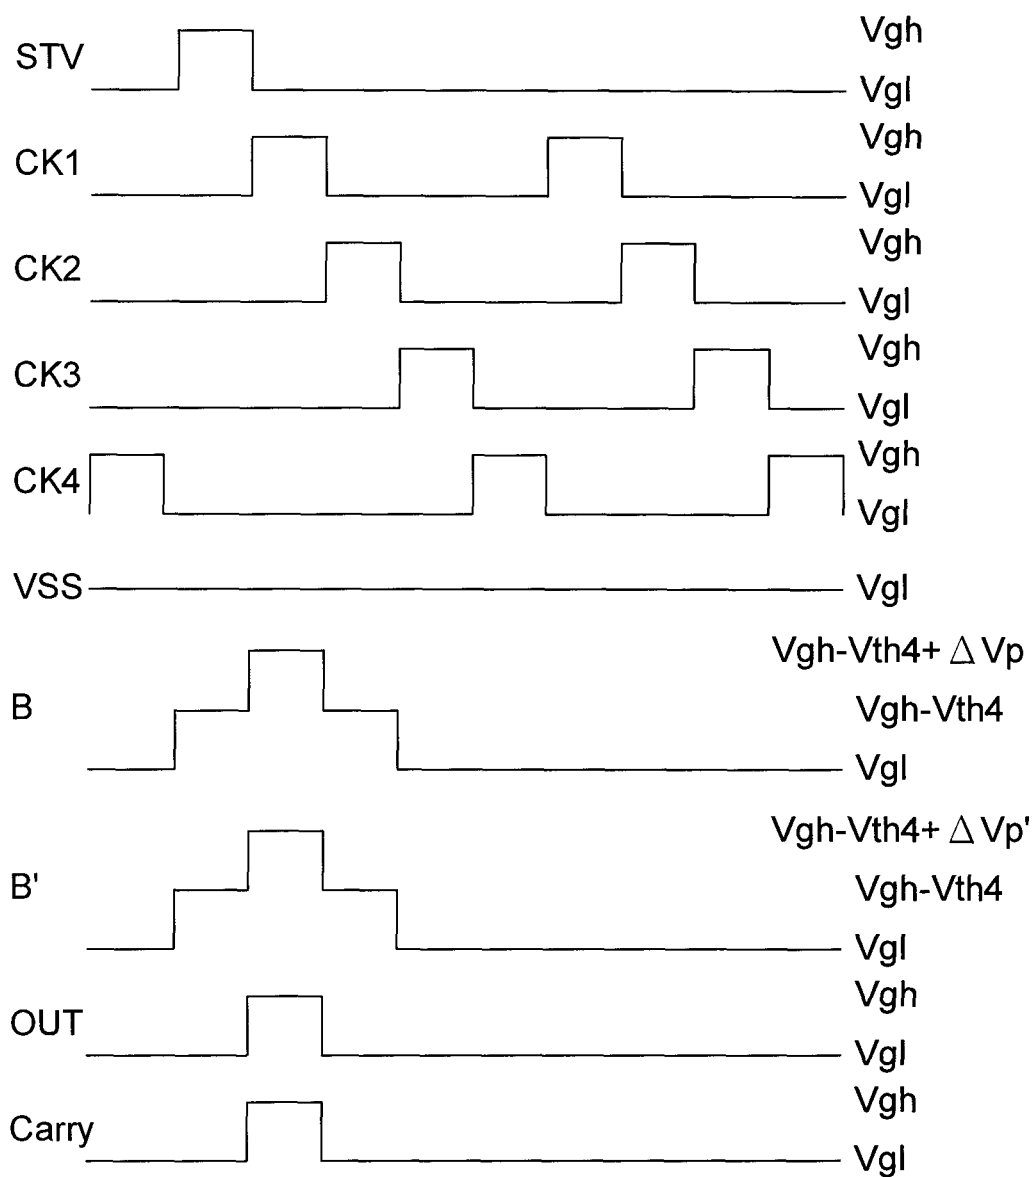 STV Vgh
Vgl
CK1 Vgh
Vgl
CK2 Vgh
Vgl
CK3 Vgh
Vgl
CK4 Vgh
Vgl
VSS Vgl
Vgh-Vth4+ Δ Vp
B Vgh-Vth4
Vgl
Vgh-Vth4+ Δ Vp'
B' Vgh-Vth4
Vgl
OUT Vgh
Vgl
Carry Vgh
Vgl